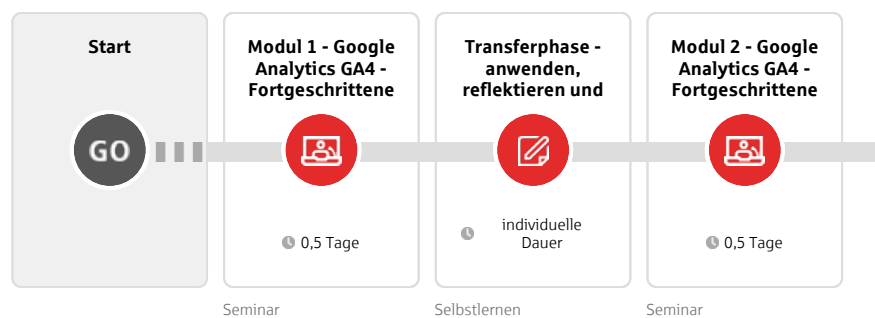 Start
GO
Modul 1 - Google
Analytics GA4 -
Fortgeschrittene
0,5 Tage
Seminar
Transferphase -
anwenden,
reflektieren und
individuelle
Dauer
Selbstlernen
Modul 2 - Google
Analytics GA4 -
Fortgeschrittene
0,5 Tage
Seminar